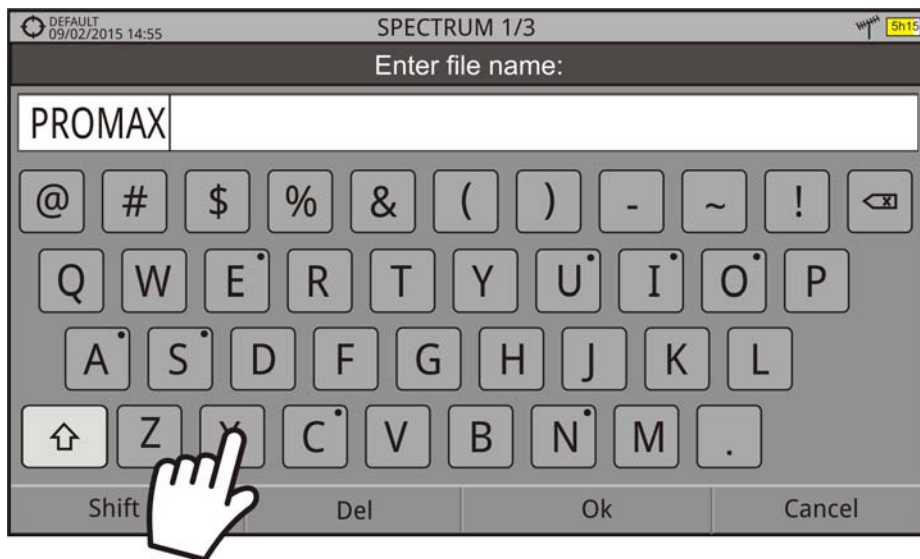 DEFAULT
09/02/2015 14:55
SPECTRUM 1/3
5h15
Enter file name:
PROMAX
@ # $ % & ( ) - ~ !
Q W E R T Y U I O P
A S D F G H J K L
Z X C V B N M .
Shift Del Ok Cancel